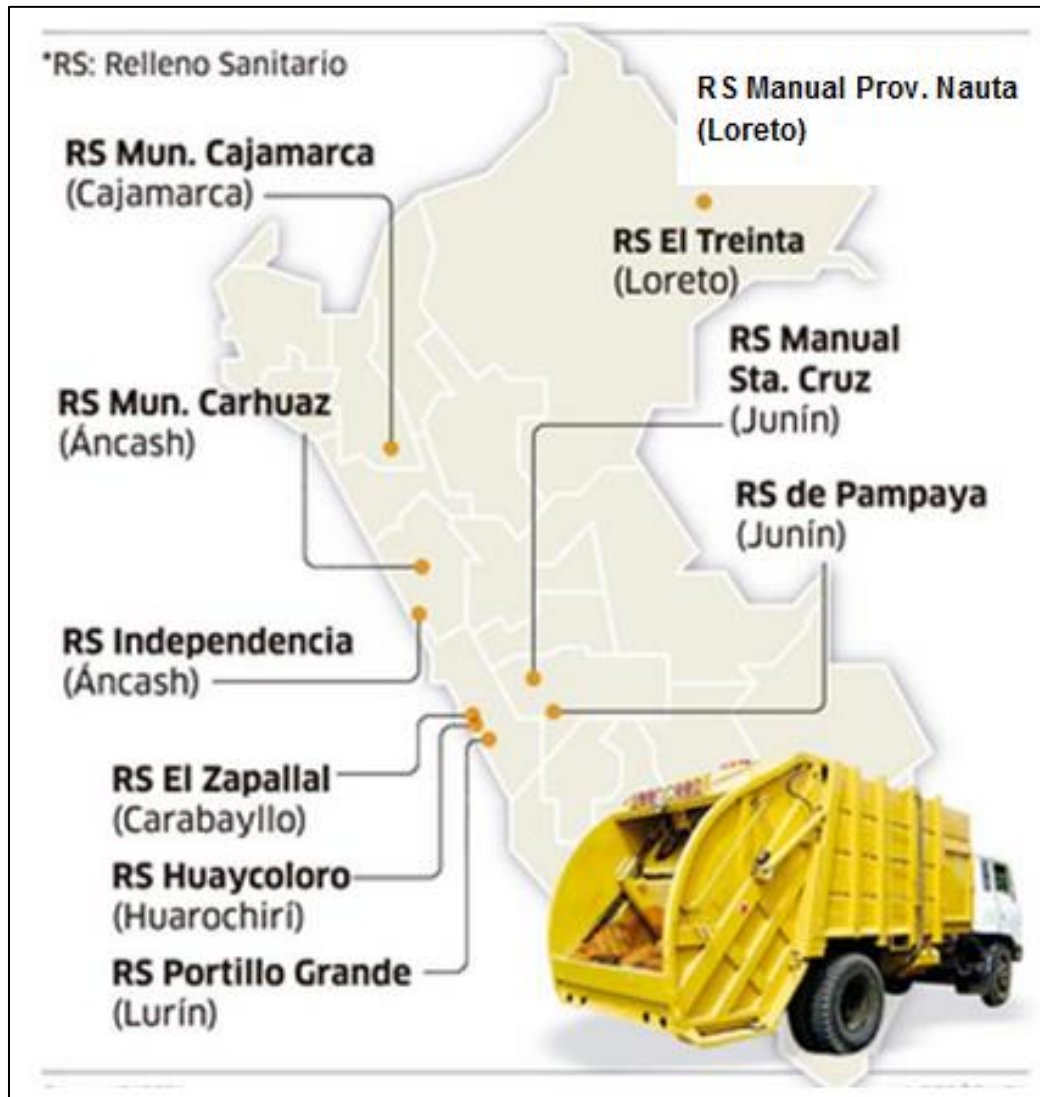 *RS: Relleno Sanitario
RS Manual Prov. Nauta
(Loreto)
RS Mun. Cajamarca
(Cajamarca)
RS El Treinta
(Loreto)
RS Manual
Sta. Cruz
(Junín)
RS Mun. Carhuaz
(Áncash)
RS de Pampaya
(Junín)
RS Independencia
(Áncash)
RS El Zapallal
(Carabayllo)
RS Huaycoloro
(Huarochirí)
RS Portillo Grande
(Lurín)